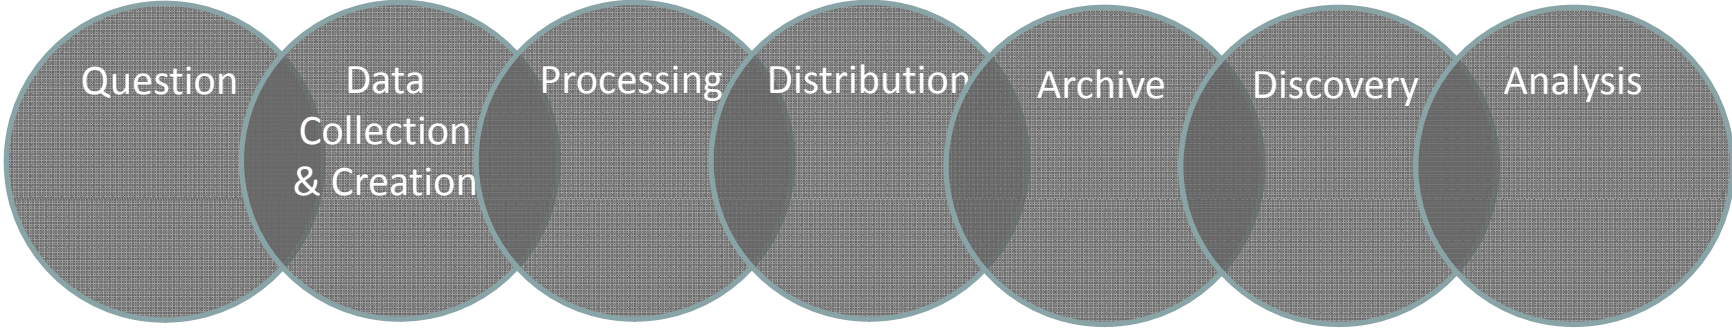 Question
Data
Collection
& Creation
Processing
Distribution
Archive
Discovery
Analysis